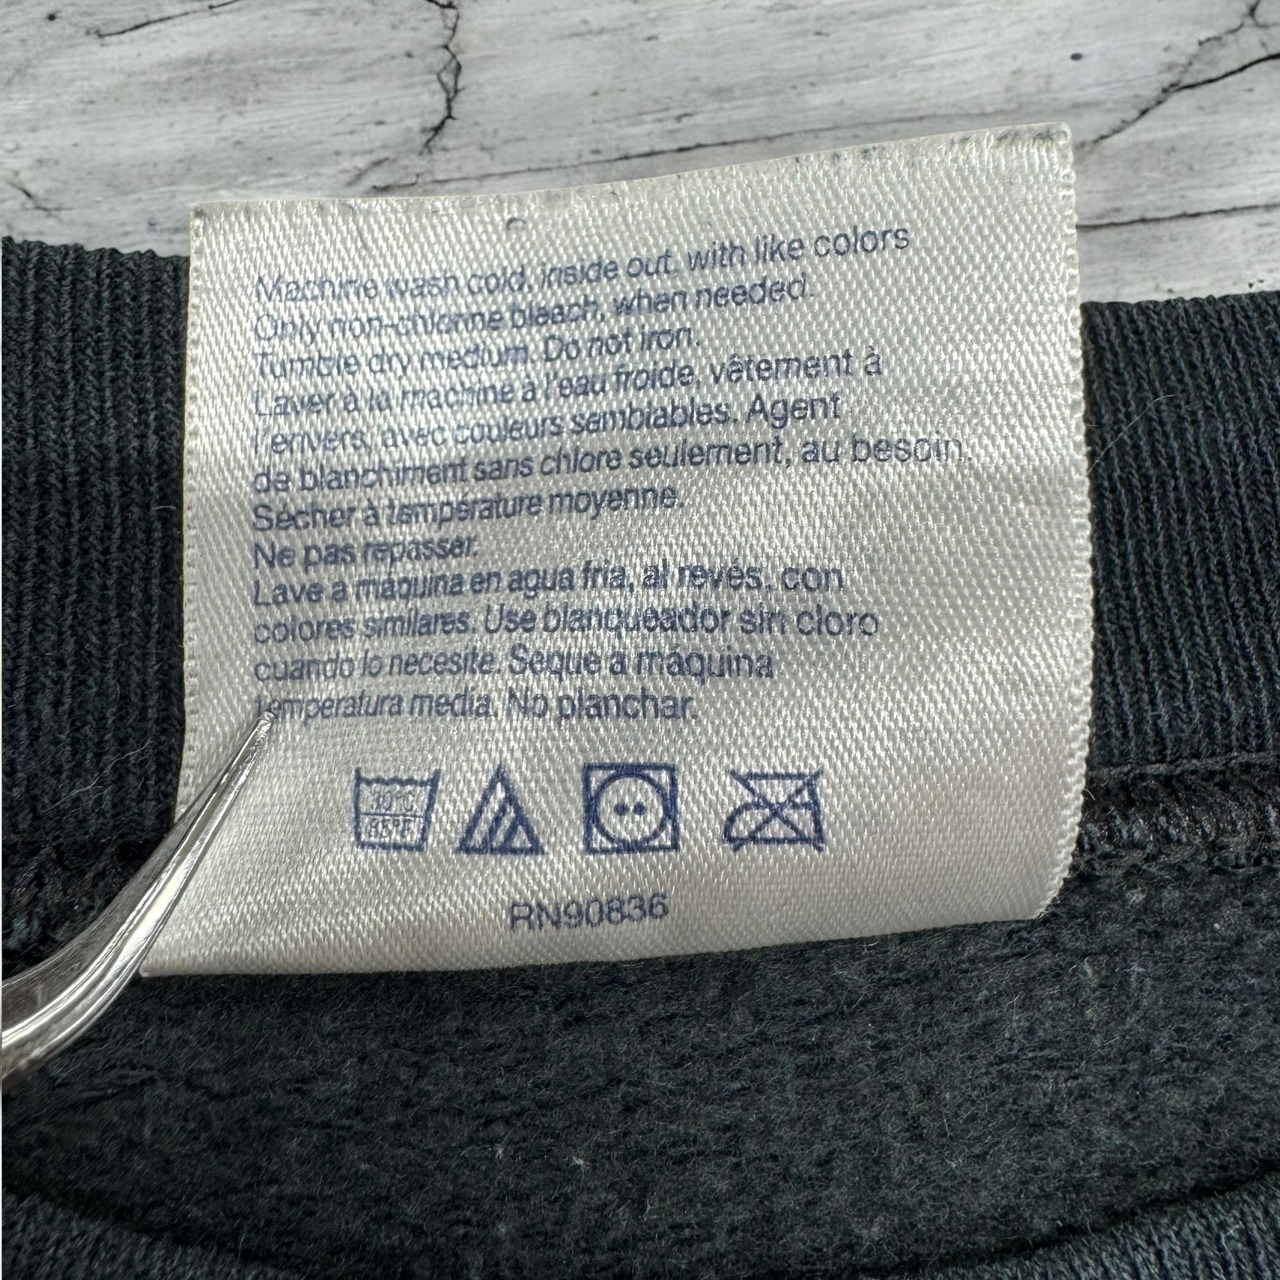 Machine wash cold, inside out, with like colors
Only non-chlorine bleach, when needed.
Tumble dry medium. Do not iron.
Laver à la machine à l'eau froide, vêtement à
l'envers, avec couleurs semblables. Agent
de blanchiment sans chlore seulement, au besoin.
Sécher à température moyenne.
Ne pas repasser.
Lave a máquina en agua fría, al revés, con
colores similares. Use blanqueador sin cloro
cuando lo necesite. Seque a máquina
temperatura media. No planchar.
30°C
85°F
RN90836